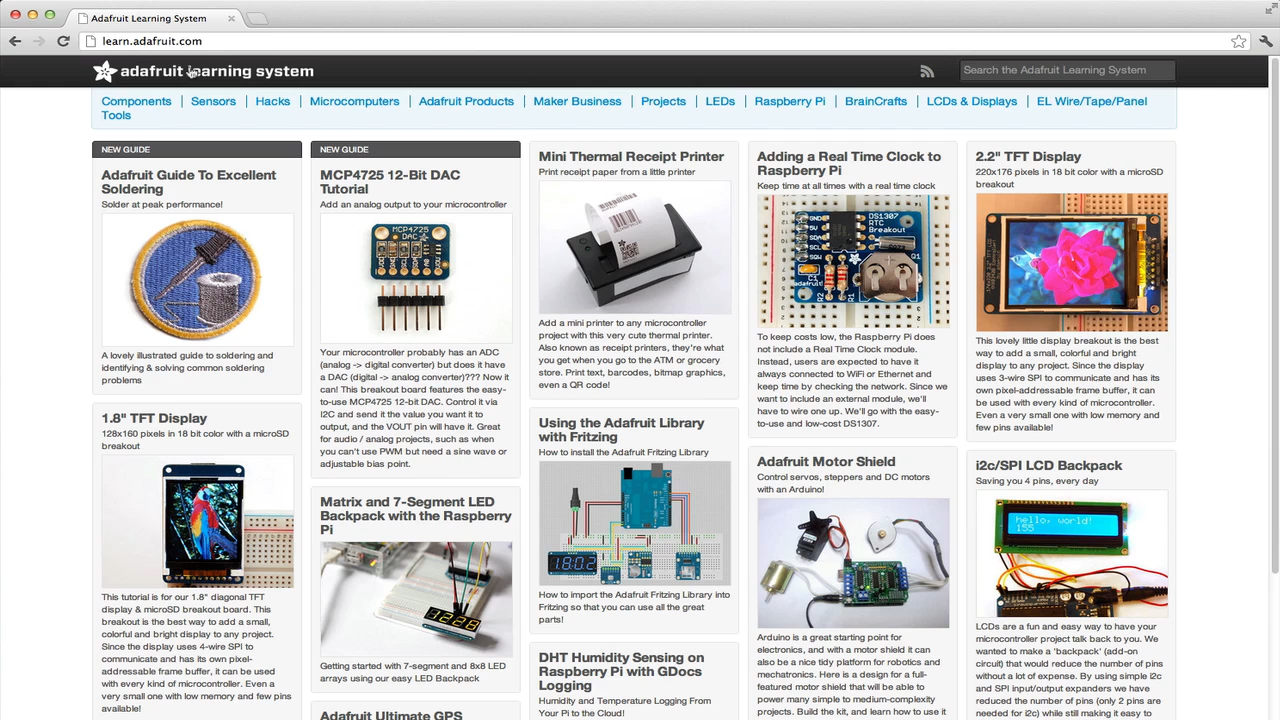 Adafruit Learning System
learn.adafruit.com
adafruit learning system
Search the Adafruit Learning System
Components
Sensors
Hacks
Microcomputers
Adafruit Products
Maker Business
Projects
LEDs
Raspberry Pi
BrainCrafts
LCDs & Displays
EL Wire/Tape/Panel
Tools
NEW GUIDE
Adafruit Guide To Excellent
Soldering
Solder at peak performance!
A lovely illustrated guide to soldering and
identifying & solving common soldering
problems
1.8" TFT Display
128x160 pixels in 18 bit color with a microSD
breakout
This tutorial is for our 1.8" diagonal TFT
display & microSD breakout board. This
breakout is the best way to add a small,
colorful and bright display to any project.
Since the display uses 4-wire SPI to
communicate and has its own pixel-
addressable frame buffer, it can be used
with every kind of microcontroller. Even a
very small one with low memory and few pins
available!
NEW GUIDE
MCP4725 12-Bit DAC
Tutorial
Add an analog output to your microcontroller
MCP4725
DAC
Your microcontroller probably has an ADC
(analog -> digital converter) but does it have
a DAC (digital -> analog converter)??? Now it
can! This breakout board features the easy-
to-use MCP4725 12-bit DAC. Control it via
I2C and send it the value you want it to
output, and the VOUT pin will have it. Great
for audio / analog projects, such as when
you can't use PWM but need a sine wave or
adjustable bias point.
Matrix and 7-Segment LED
Backpack with the Raspberry
Pi
Getting started with 7-segment and 8x8 LED
arrays using our easy LED Backpack
Adafruit Ultimate GPS
Mini Thermal Receipt Printer
Print receipt paper from a little printer
Add a mini printer to any microcontroller
project with this very cute thermal printer.
Also known as receipt printers, they're what
you get when you go to the ATM or grocery
store. Print text, barcodes, bitmap graphics,
even a QR code!
Using the Adafruit Library
with Fritzing
How to install the Adafruit Fritzing Library
18:02
How to import the Adafruit Fritzing Library into
Fritzing so that you can use all the great
parts!
DHT Humidity Sensing on
Raspberry Pi with GDocs
Logging
Humidity and Temperature Logging From
Your Pi to the Cloud!
Adding a Real Time Clock to
Raspberry Pi
Keep time at all times with a real time clock
GND
5V
SDA
SCL
SQW
DS1307
RTC
Breakout
adafruit
R2
R1
To keep costs low, the Raspberry Pi does
not include a Real Time Clock module.
Instead, users are expected to have it
always connected to WiFi or Ethernet and
keep time by checking the network. Since we
want to include an external module, we'll
have to wire one up. We'll go with the easy-
to-use and low-cost DS1307.
Adafruit Motor Shield
Control servos, steppers and DC motors
with an Arduino!
Arduino is a great starting point for
electronics, and with a motor shield it can
also be a nice tidy platform for robotics and
mechatronics. Here is a design for a full-
featured motor shield that will be able to
power many simple to medium-complexity
projects. Build the kit, and learn how to use it
2.2" TFT Display
220x176 pixels in 18 bit color with a microSD
breakout
This lovely little display breakout is the best
way to add a small, colorful and bright
display to any project. Since the display
uses 3-wire SPI to communicate and has its
own pixel-addressable frame buffer, it can
be used with every kind of microcontroller.
Even a very small one with low memory and
few pins available!
i2c/SPI LCD Backpack
Saving you 4 pins, every day
hello, world!
155
LCDs are a fun and easy way to have your
microcontroller project talk back to you. We
wanted to make a 'backpack' (add-on
circuit) that would reduce the number of pins
without a lot of expense. By using simple i2c
and SPI input/output expanders we have
reduced the number of pins (only 2 pins are
needed for i2c) while still making it easy to